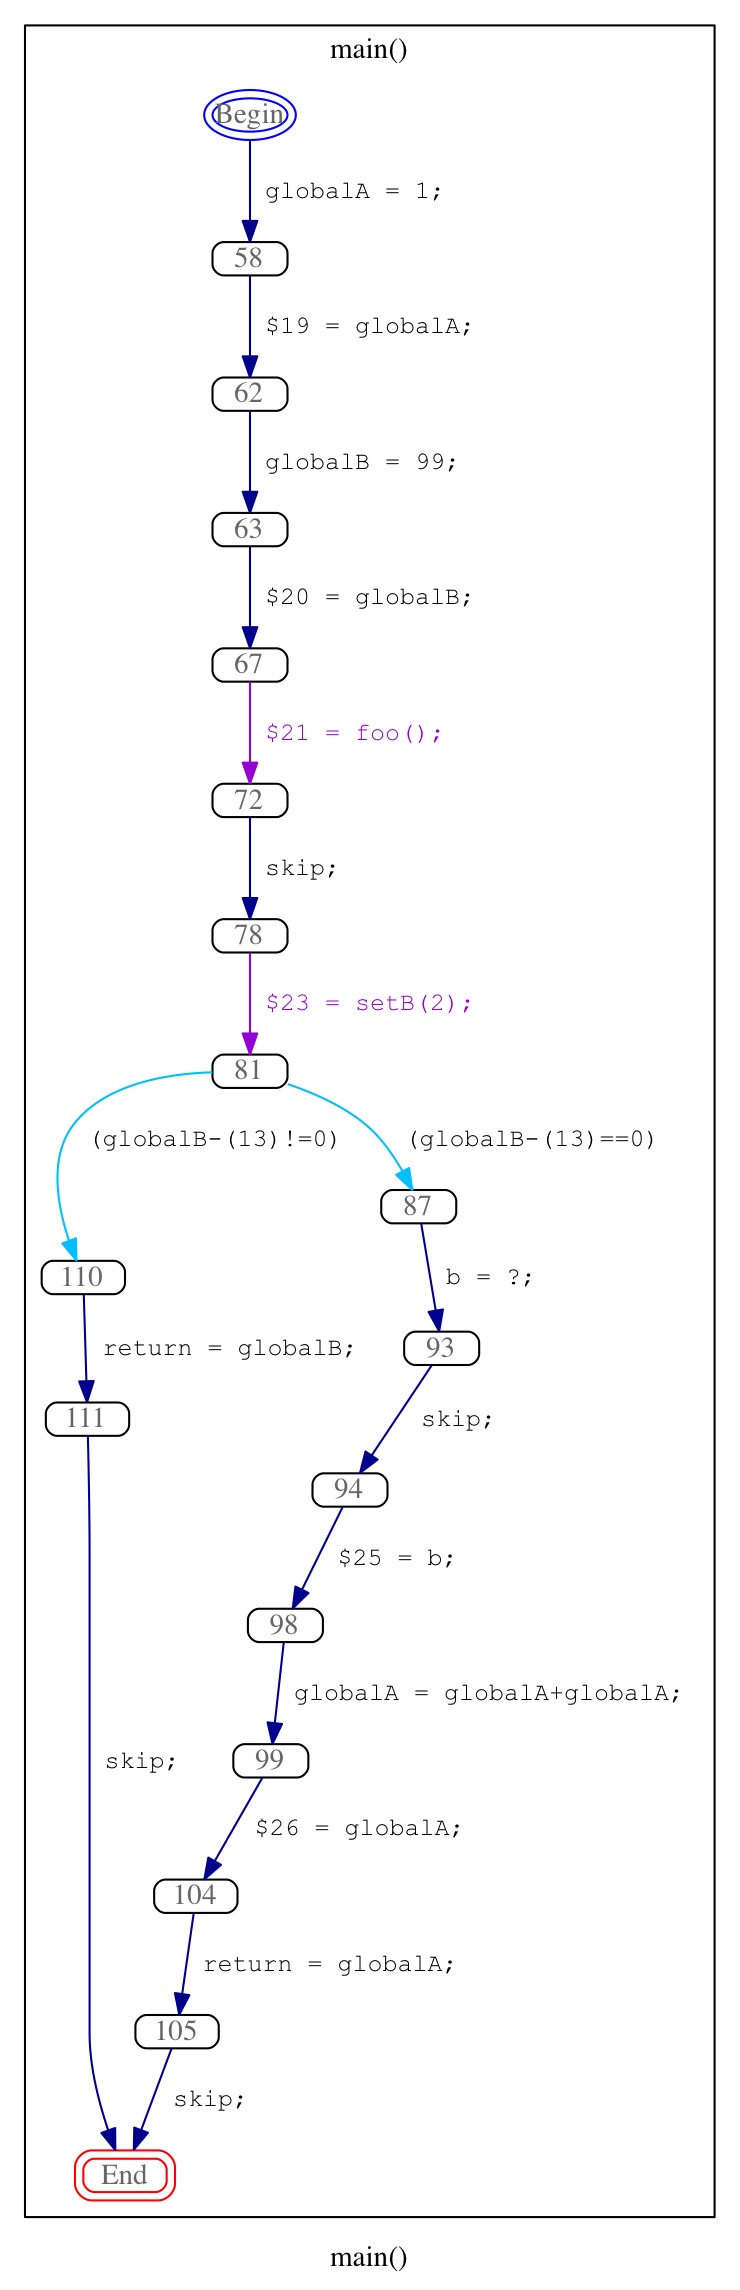 main()
Begin
globalA = 1;
58
$19 = globalA;
62
globalB = 99;
63
$20 = globalB;
67
$21 = foo();
72
skip;
78
$23 = setB(2);
81
(globalB-(13)!=0)
(globalB-(13)==0)
87
110
b = ?;
return = globalB;
93
111
skip;
94
$25 = b;
98
globalA = globalA+globalA;
skip;
99
$26 = globalA;
104
return = globalA;
105
skip;
End
main()